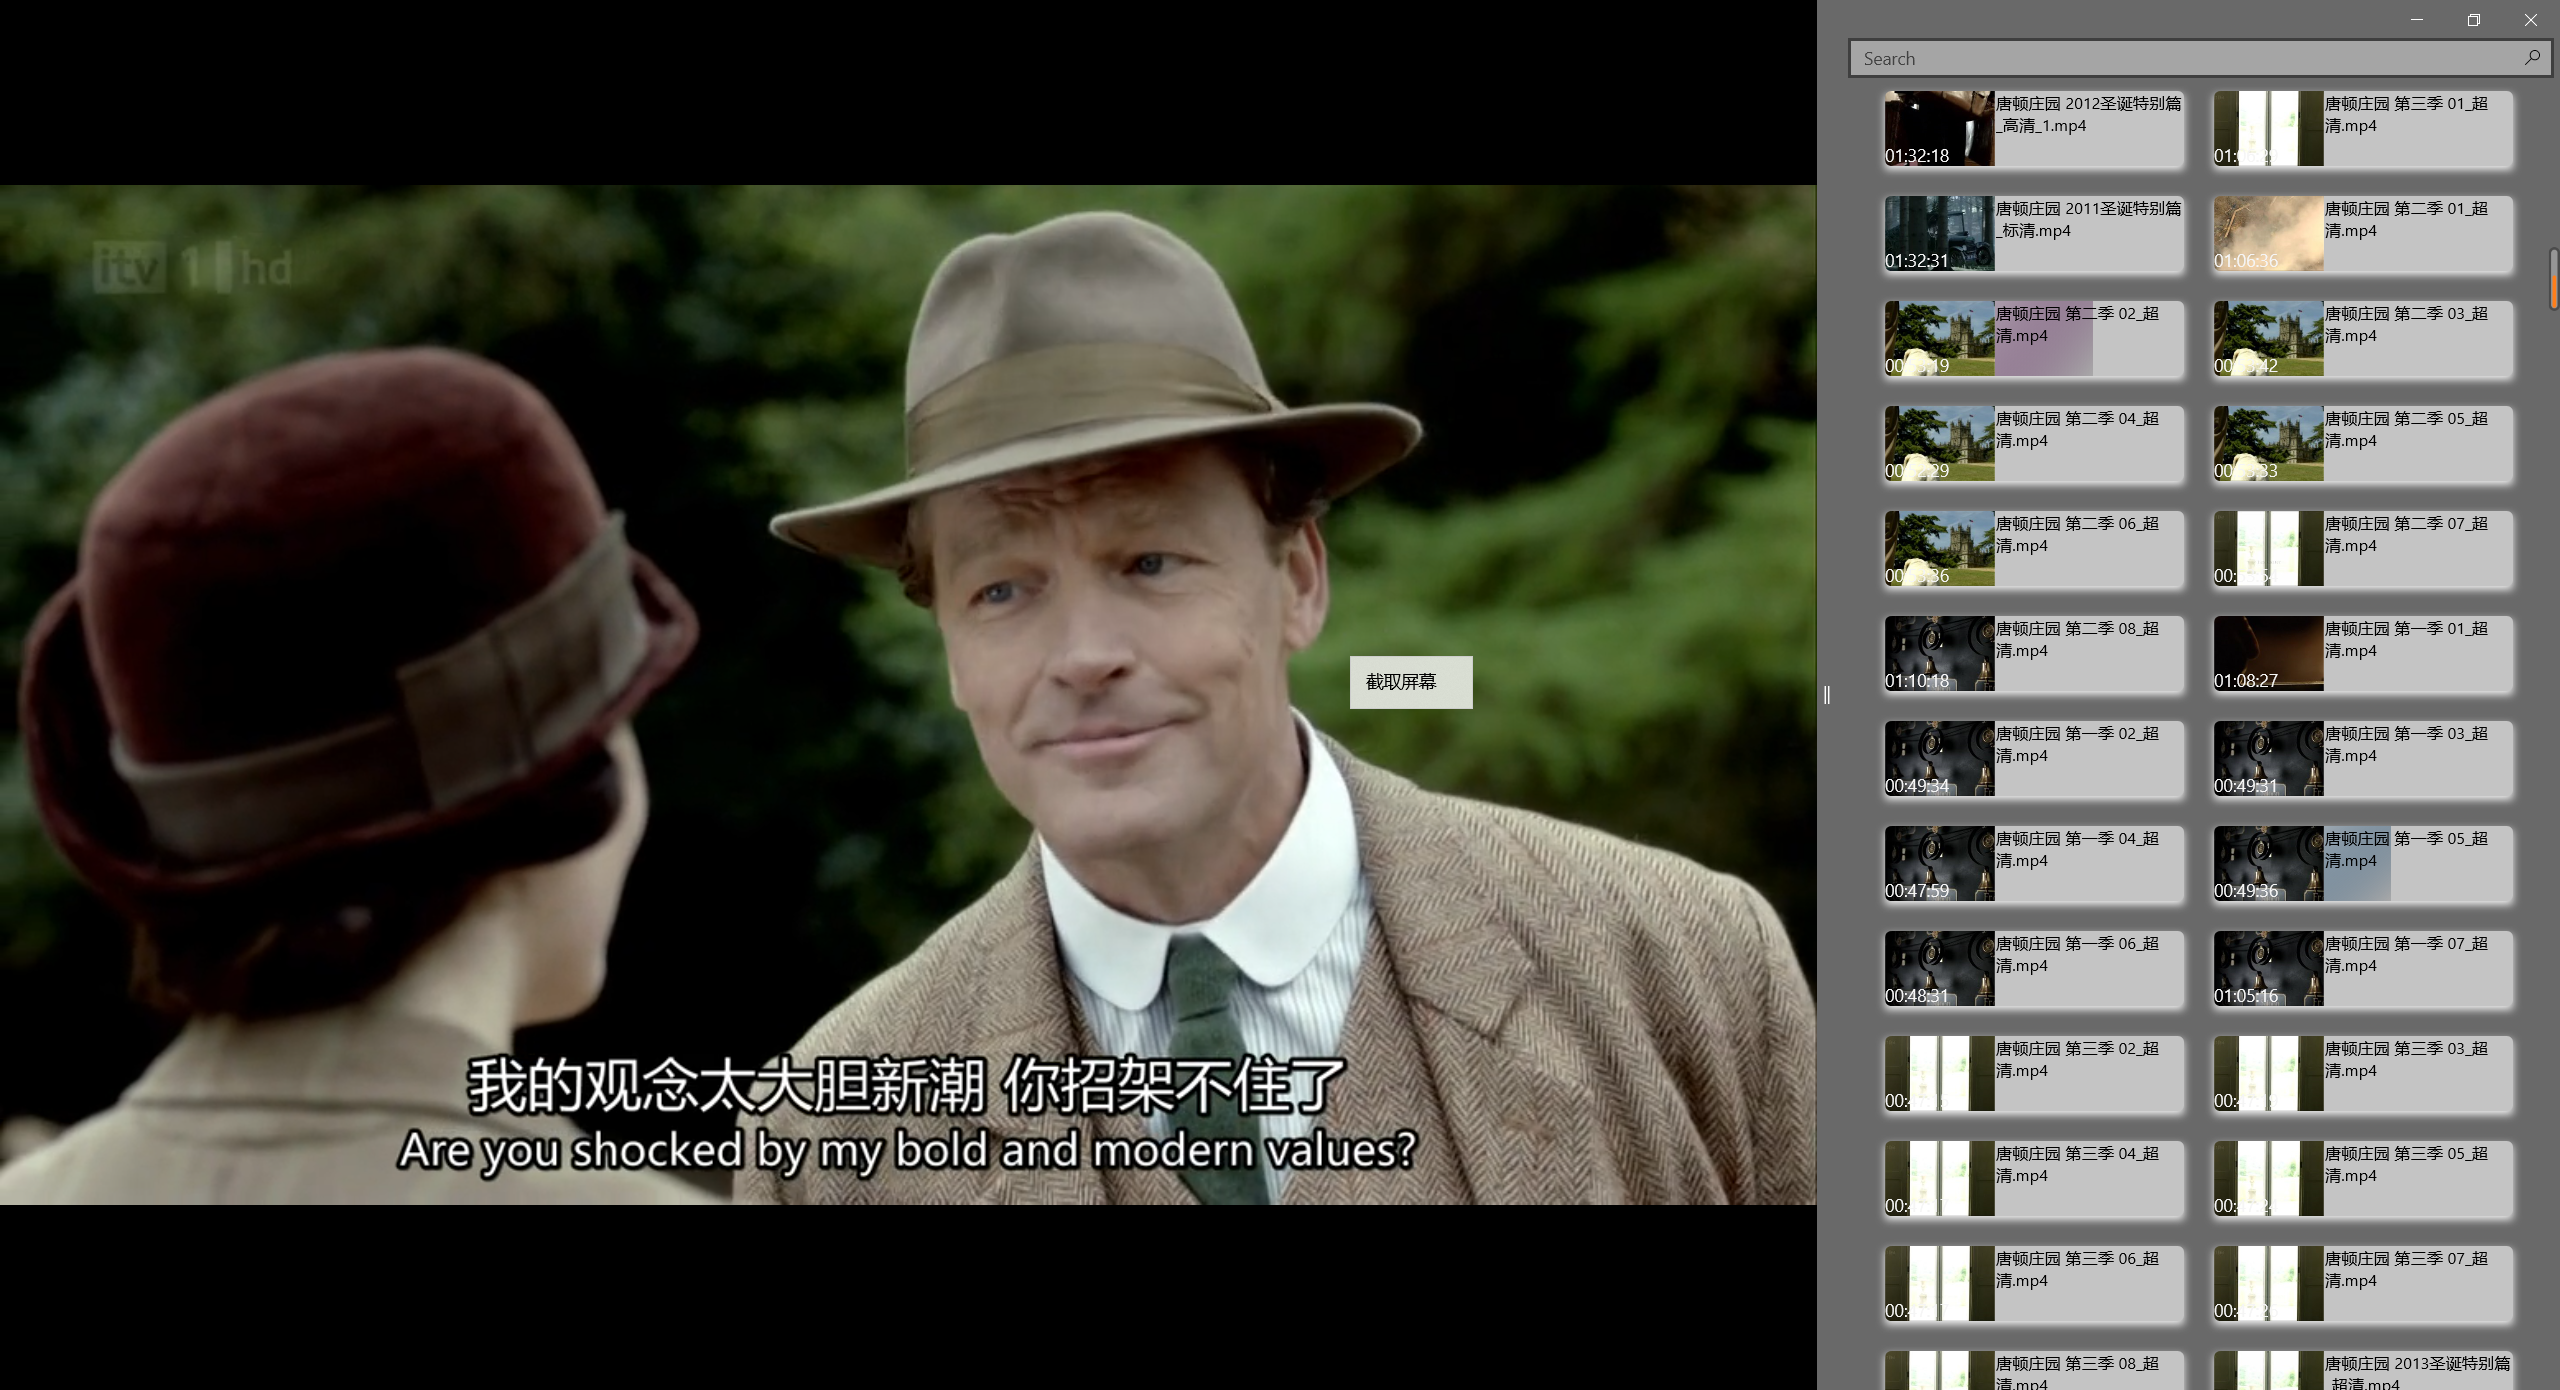 Search
itv 1 hd
截取屏幕
我的观念太大胆新潮 你招架不住了
Are you shocked by my bold and modern values?
唐顿庄园 2012圣诞特别篇
_高清_1.mp4
01:32:18
唐顿庄园 第三季 01_超
清.mp4
唐顿庄园 2011圣诞特别篇
_标清.mp4
01:32:31
唐顿庄园 第二季 01_超
清.mp4
01:06:36
唐顿庄园 第二季 02_超
清.mp4
唐顿庄园 第二季 03_超
清.mp4
唐顿庄园 第二季 04_超
清.mp4
唐顿庄园 第二季 05_超
清.mp4
唐顿庄园 第二季 06_超
清.mp4
唐顿庄园 第二季 07_超
清.mp4
唐顿庄园 第二季 08_超
清.mp4
01:10:18
唐顿庄园 第一季 01_超
清.mp4
01:08:27
唐顿庄园 第一季 02_超
清.mp4
00:49:34
唐顿庄园 第一季 03_超
清.mp4
00:49:31
唐顿庄园 第一季 04_超
清.mp4
00:47:59
唐顿庄园 第一季 05_超
清.mp4
00:49:36
唐顿庄园 第一季 06_超
清.mp4
00:48:31
唐顿庄园 第一季 07_超
清.mp4
01:05:16
唐顿庄园 第三季 02_超
清.mp4
唐顿庄园 第三季 03_超
清.mp4
唐顿庄园 第三季 04_超
清.mp4
唐顿庄园 第三季 05_超
清.mp4
唐顿庄园 第三季 06_超
清.mp4
唐顿庄园 第三季 07_超
清.mp4
唐顿庄园 第三季 08_超
清.mp4
唐顿庄园 2013圣诞特别篇
_超清.mp4